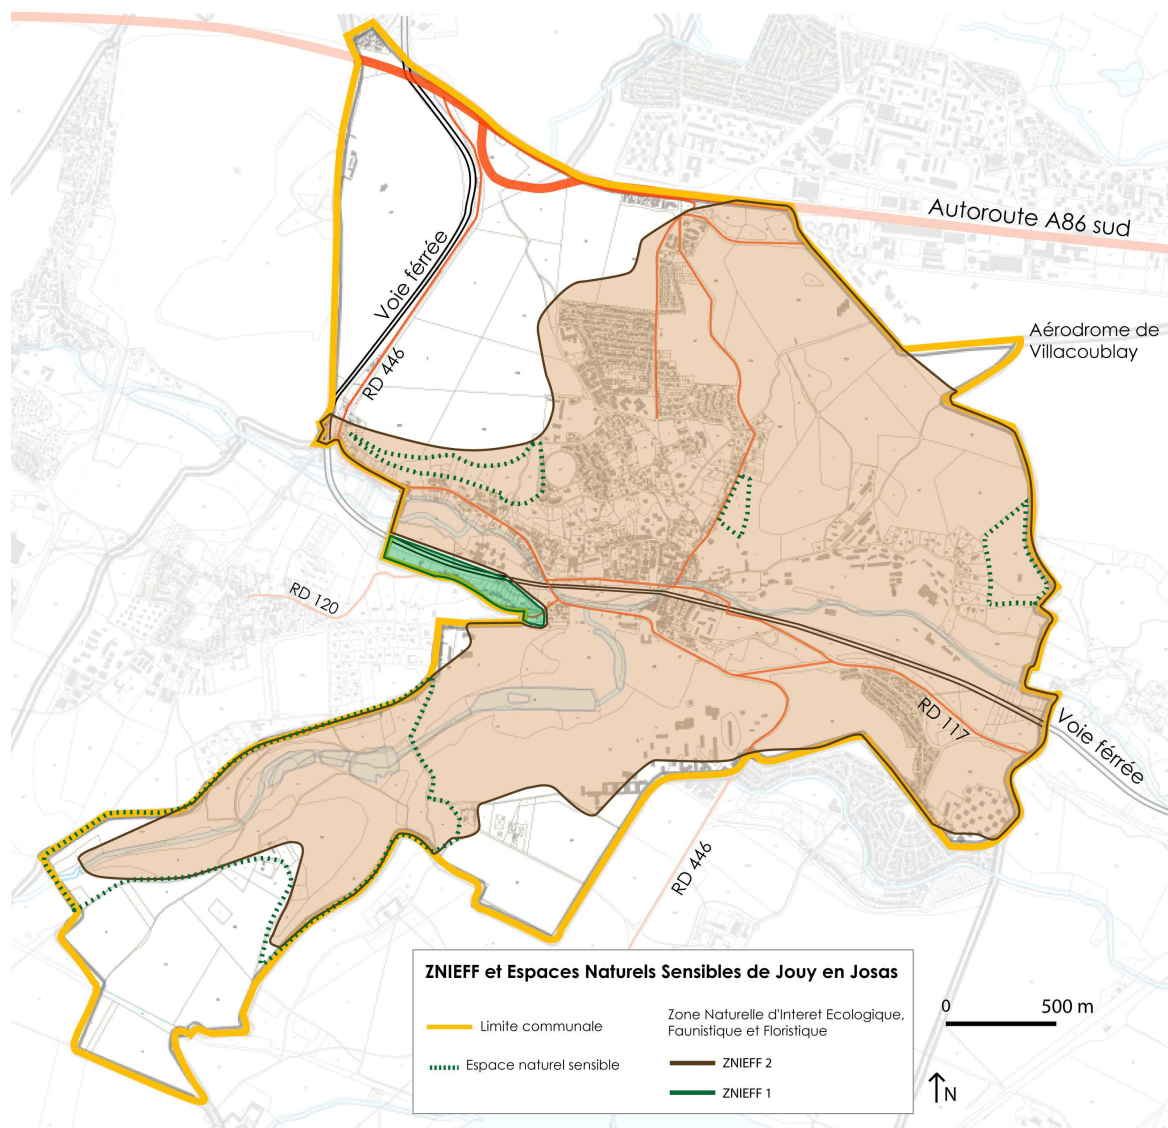 Autoroute A86 sud
Voie férrée
Aérodrome de
Villacoublay
RD 446
RD 120
RD 117
Voie férrée
RD 446
ZNIEFF et Espaces Naturels Sensibles de Jouy en Josas
Limite communale
Espace naturel sensible
Zone Naturelle d'Interet Ecologique,
Faunistique et Floristique
ZNIEFF 2
ZNIEFF 1
0 500 m
N